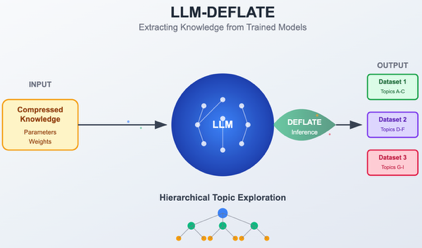 LLM-DEFLATE
Extracting Knowledge from Trained Models
INPUT
Compressed
Knowledge
Parameters
Weights
LLM
DEFLATE
Inference
OUTPUT
Dataset 1
Topics A-C
Dataset 2
Topics D-F
Dataset 3
Topics G-I
Hierarchical Topic Exploration